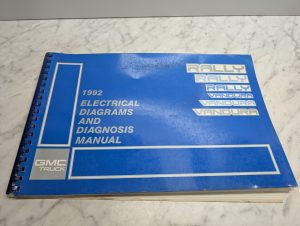 1992
ELECTRICAL
DIAGRAMS
AND
DIAGNOSIS
MANUAL
GMC
TRUCK
RALLY
RALLY
RALLY
VANDURA
VANDURA
VANDURA